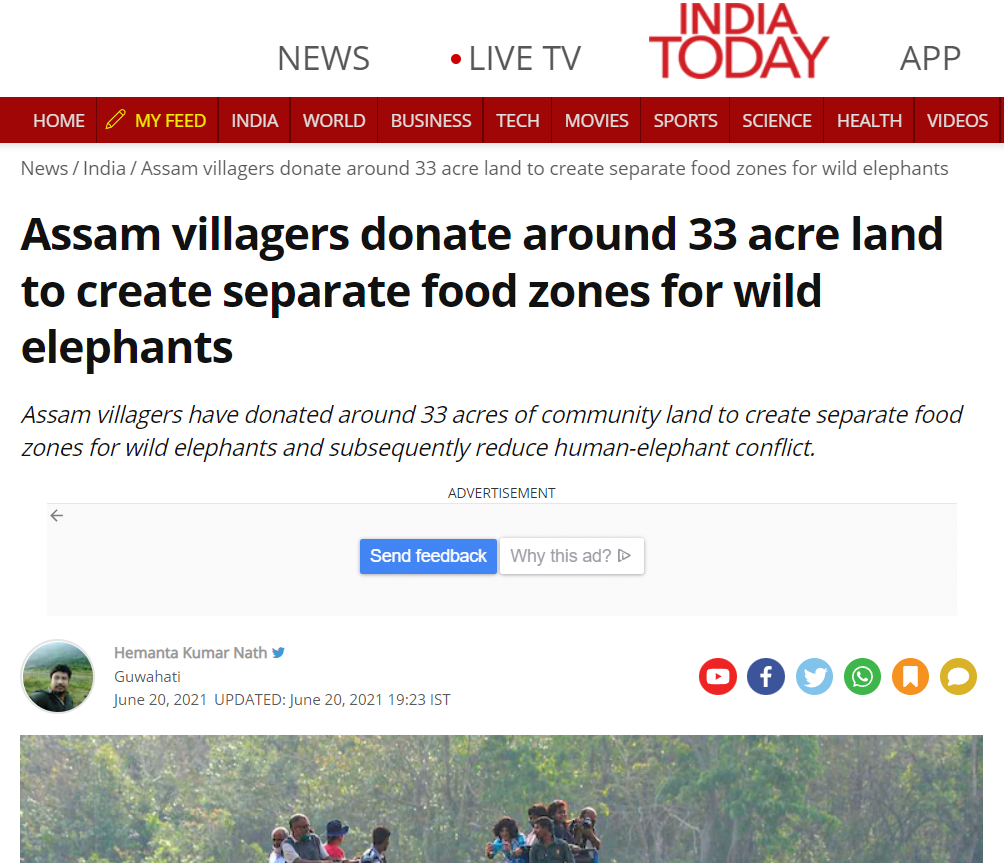 NEWS
LIVE TV
INDIA
TODAY
APP
HOME MY FEED INDIA WORLD BUSINESS TECH MOVIES SPORTS SCIENCE HEALTH VIDEOS
News / India / Assam villagers donate around 33 acre land to create separate food zones for wild elephants
Assam villagers donate around 33 acre land
to create separate food zones for wild
elephants
Assam villagers have donated around 33 acres of community land to create separate food
zones for wild elephants and subsequently reduce human-elephant conflict.
ADVERTISEMENT
Send feedback Why this ad?
Hemanta Kumar Nath
Guwahati
June 20, 2021 UPDATED: June 20, 2021 19:23 IST